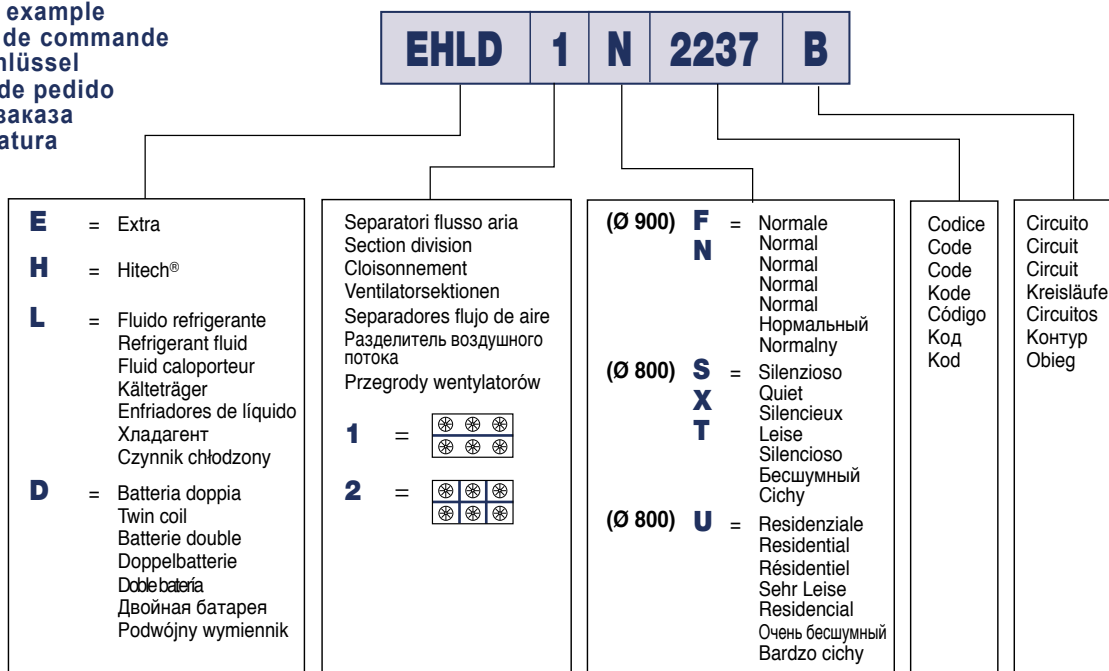 example
de commande
de pedido
заказа
EHLD 1 N 2237 B
E = Extra
H = Hitech®
L = Fluido refrigerante
Refrigerant fluid
Fluid caloporteur
Kälteträger
Enfriadores de líquido
Хладагент
Czynnik chłodzony
D = Batteria doppia
Twin coil
Batterie double
Doppelbatterie
Doble batería
Двойная батарея
Podwójny wymiennik
Separatori flusso aria
Section division
Cloisonnement
Ventilatorsektionen
Separadores flujo de aire
Разделитель воздушного
потока
Przegrody wentylatorów
1 =
2 =
(Ø 900) F = Normale
N Normal
Normal
Normal
Normal
Нормальный
Normalny
(Ø 800) S = Silenzioso
X Quiet
Silencieux
T Leise
Silencioso
Бесшумный
Cichy
(Ø 800) U = Residenziale
Residential
Résidentiel
Sehr Leise
Residencial
Очень бесшумный
Bardzo cichy
Codice
Code
Code
Kode
Código
Код
Kod
Circuito
Circuit
Circuit
Kreisläufe
Circuitos
Контур
Obieg